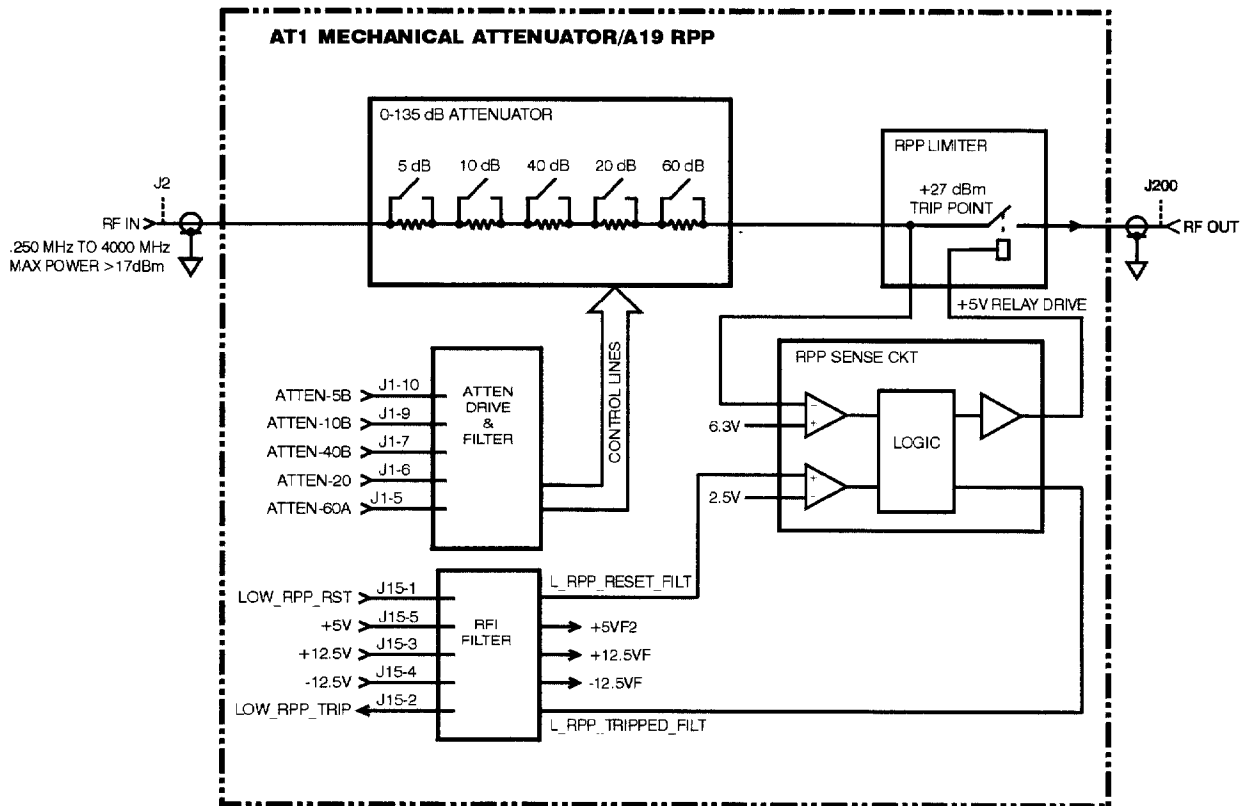 AT1 MECHANICAL ATTENUATOR/A19 RPP
0-135 dB ATTENUATOR
5 dB
10 dB
40 dB
20 dB
60 dB
RPP LIMITER
+27 dBm
TRIP POINT
J2
RF IN
.250 MHz TO 4000 MHz
MAX POWER >17dBm
J200
RF OUT
+5V RELAY DRIVE
CONTROL LINES
RPP SENSE CKT
ATTEN
DRIVE
&
FILTER
ATTEN-5B
J1-10
ATTEN-10B
J1-9
ATTEN-40B
J1-7
ATTEN-20
J1-6
ATTEN-60A
J1-5
-
+
6.3V
LOGIC
+
-
2.5V
L_RPP_RESET_FILT
LOW_RPP_RST
J15-1
+5V
J15-5
+12.5V
J15-3
-12.5V
J15-4
LOW_RPP_TRIP
J15-2
RFI
FILTER
+5VF2
+12.5VF
-12.5VF
L_RPP_TRIPPED_FILT